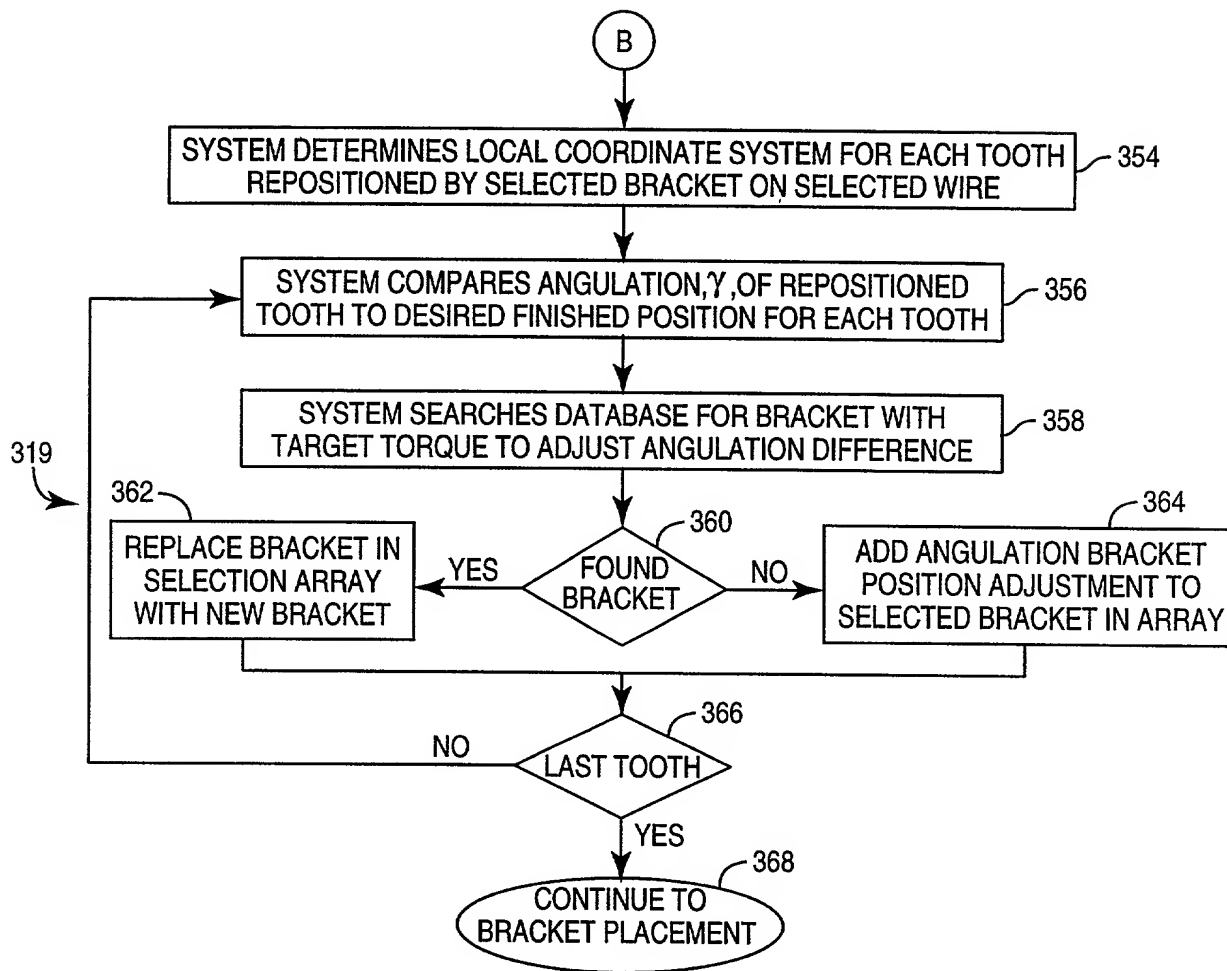 B
SYSTEM DETERMINES LOCAL COORDINATE SYSTEM FOR EACH TOOTH
REPOSITIONED BY SELECTED BRACKET ON SELECTED WIRE
354
SYSTEM COMPARES ANGULATION,γ,OF REPOSITIONED
TOOTH TO DESIRED FINISHED POSITION FOR EACH TOOTH
356
SYSTEM SEARCHES DATABASE FOR BRACKET WITH
TARGET TORQUE TO ADJUST ANGULATION DIFFERENCE
358
319
362
REPLACE BRACKET IN
SELECTION ARRAY
WITH NEW BRACKET
YES
360
FOUND
BRACKET
NO
364
ADD ANGULATION BRACKET
POSITION ADJUSTMENT TO
SELECTED BRACKET IN ARRAY
366
NO
LAST TOOTH
YES
368
CONTINUE TO
BRACKET PLACEMENT